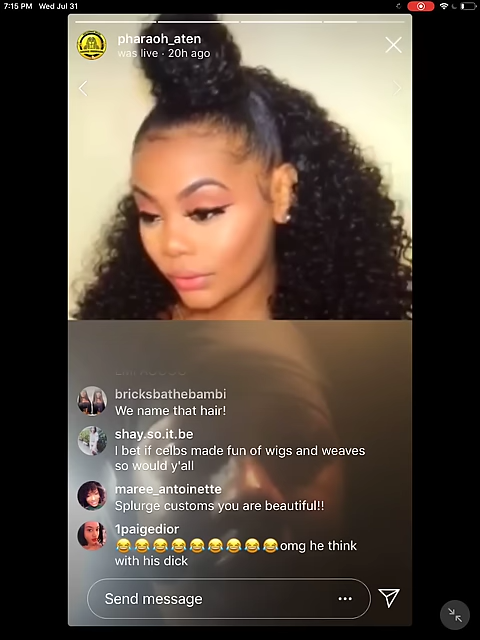 7:15 PM Wed Jul 31
pharaoh_aten
was live · 20h ago
bricksbathebambi
We name that hair!
shay.so.it.be
I bet if celbs made fun of wigs and weaves
so would y'all
maree_antoinette
Splurge customs you are beautiful!!
1paigedior
😂😂😂😂😂😂😂😂😂omg he think
with his dick
Send message